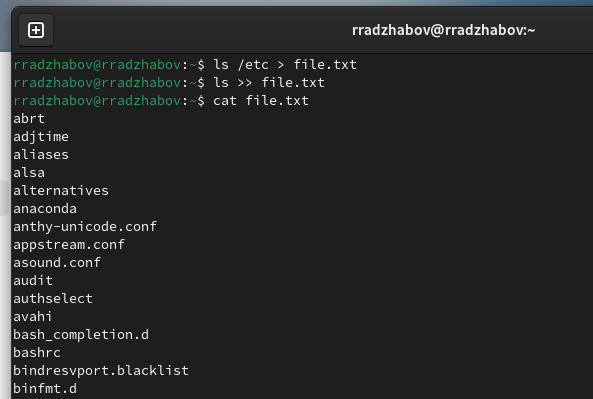 rradzhabov@rradzhabov:~
rradzhabov@rradzhabov:~$ ls /etc > file.txt
rradzhabov@rradzhabov:~$ ls >> file.txt
rradzhabov@rradzhabov:~$ cat file.txt
abrt
adjtime
aliases
alsa
alternatives
anaconda
anthy-unicode.conf
appstream.conf
asound.conf
audit
authselect
avahi
bash_completion.d
bashrc
bindresvport.blacklist
binfmt.d